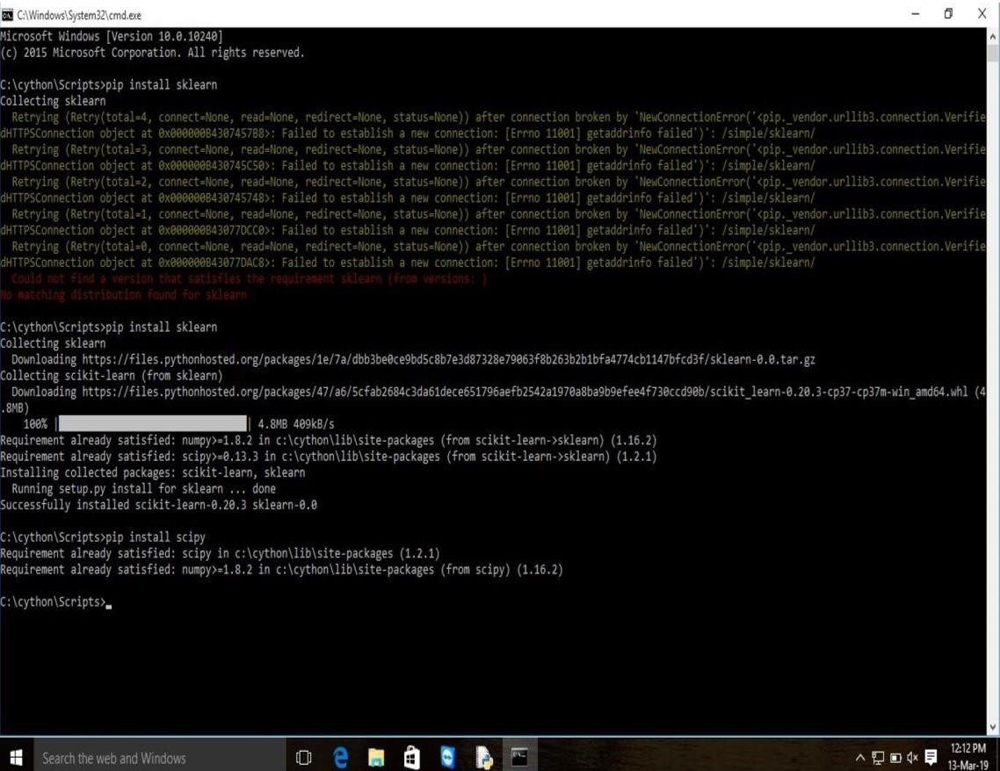 C:\Windows\System32\cmd.exe
Microsoft Windows [Version 10.0.10240]
(c) 2015 Microsoft Corporation. All rights reserved.
C:\cython\Scripts>pip install sklearn
Collecting sklearn
Retrying (Retry(total=4, connect=None, read=None, redirect=None, status=None)) after connection broken by 'NewConnectionError('<pip._vendor.urllib3.connection.Verifie
dHTTPSConnection object at 0x000000B4307457B8>: Failed to establish a new connection: [Errno 11001] getaddrinfo failed')': /simple/sklearn/
Retrying (Retry(total=3, connect=None, read=None, redirect=None, status=None)) after connection broken by 'NewConnectionError('<pip._vendor.urllib3.connection.Verifie
dHTTPSConnection object at 0x000000B430745C50>: Failed to establish a new connection: [Errno 11001] getaddrinfo failed')': /simple/sklearn/
Retrying (Retry(total=2, connect=None, read=None, redirect=None, status=None)) after connection broken by 'NewConnectionError('<pip._vendor.urllib3.connection.Verifie
dHTTPSConnection object at 0x000000B430745748>: Failed to establish a new connection: [Errno 11001] getaddrinfo failed')': /simple/sklearn/
Retrying (Retry(total=1, connect=None, read=None, redirect=None, status=None)) after connection broken by 'NewConnectionError('<pip._vendor.urllib3.connection.Verifie
dHTTPSConnection object at 0x000000B43077DCC0>: Failed to establish a new connection: [Errno 11001] getaddrinfo failed')': /simple/sklearn/
Retrying (Retry(total=0, connect=None, read=None, redirect=None, status=None)) after connection broken by 'NewConnectionError('<pip._vendor.urllib3.connection.Verifie
dHTTPSConnection object at 0x000000B43077DAC8>: Failed to establish a new connection: [Errno 11001] getaddrinfo failed')': /simple/sklearn/
Could not find a version that satisfies the requirement sklearn (from versions: )
No matching distribution found for sklearn
C:\cython\Scripts>pip install sklearn
Collecting sklearn
Downloading https://files.pythonhosted.org/packages/1e/7a/dbb3be0ce9bd5c8b7e3d87328e79063f8b263b2b1bfa4774cb1147bfcd3f/sklearn-0.0.tar.gz
Collecting scikit-learn (from sklearn)
Downloading https://files.pythonhosted.org/packages/47/a6/5cfab2684c3da61dece651796aefb2542a1970a8ba9b9efee4f730ccd90b/scikit_learn-0.20.3-cp37-cp37m-win_amd64.whl (4
.8MB)
100% | | 4.8MB 409kB/s
Requirement already satisfied: numpy>=1.8.2 in c:\cython\lib\site-packages (from scikit-learn->sklearn) (1.16.2)
Requirement already satisfied: scipy>=0.13.3 in c:\cython\lib\site-packages (from scikit-learn->sklearn) (1.2.1)
Installing collected packages: scikit-learn, sklearn
Running setup.py install for sklearn ... done
Successfully installed scikit-learn-0.20.3 sklearn-0.0
C:\cython\Scripts>pip install scipy
Requirement already satisfied: scipy in c:\cython\lib\site-packages (1.2.1)
Requirement already satisfied: numpy>=1.8.2 in c:\cython\lib\site-packages (from scipy) (1.16.2)
C:\cython\Scripts>
Search the web and Windows
12:12 PM
13-Mar-19